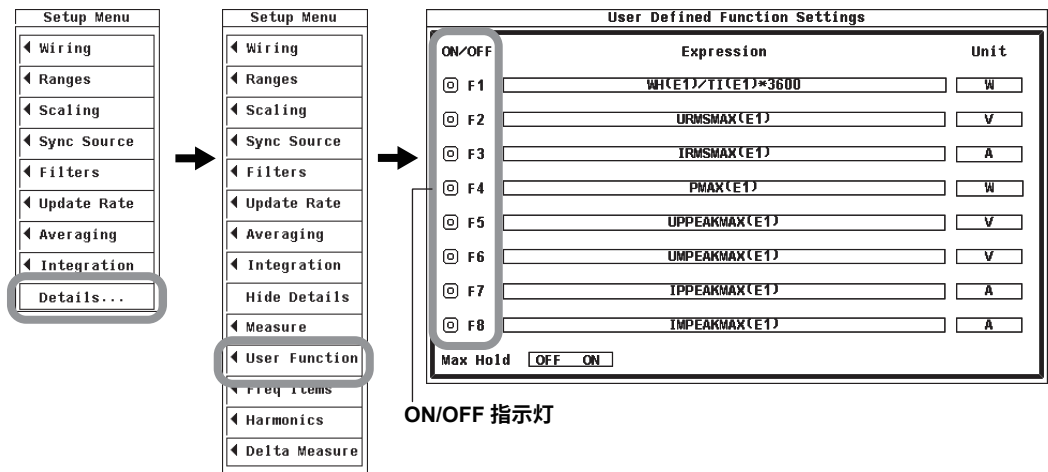 Setup Menu
Wiring
Ranges
Scaling
Sync Source
Filters
Update Rate
Averaging
Integration
Details...
Setup Menu
Wiring
Ranges
Scaling
Sync Source
Filters
Update Rate
Averaging
Integration
Hide Details
Measure
User Function
Freq Items
Harmonics
Delta Measure
User Defined Function Settings
ON/OFF Expression Unit
F1 WH(E1)/TI(E1)*3600 W
F2 URMSMAX(E1) V
F3 IRMSMAX(E1) A
F4 PMAX(E1) W
F5 UPPEAKMAX(E1) V
F6 UMPEAKMAX(E1) V
F7 IPPEAKMAX(E1) A
F8 IMPEAKMAX(E1) A
Max Hold OFF ON
ON/OFF 指示灯